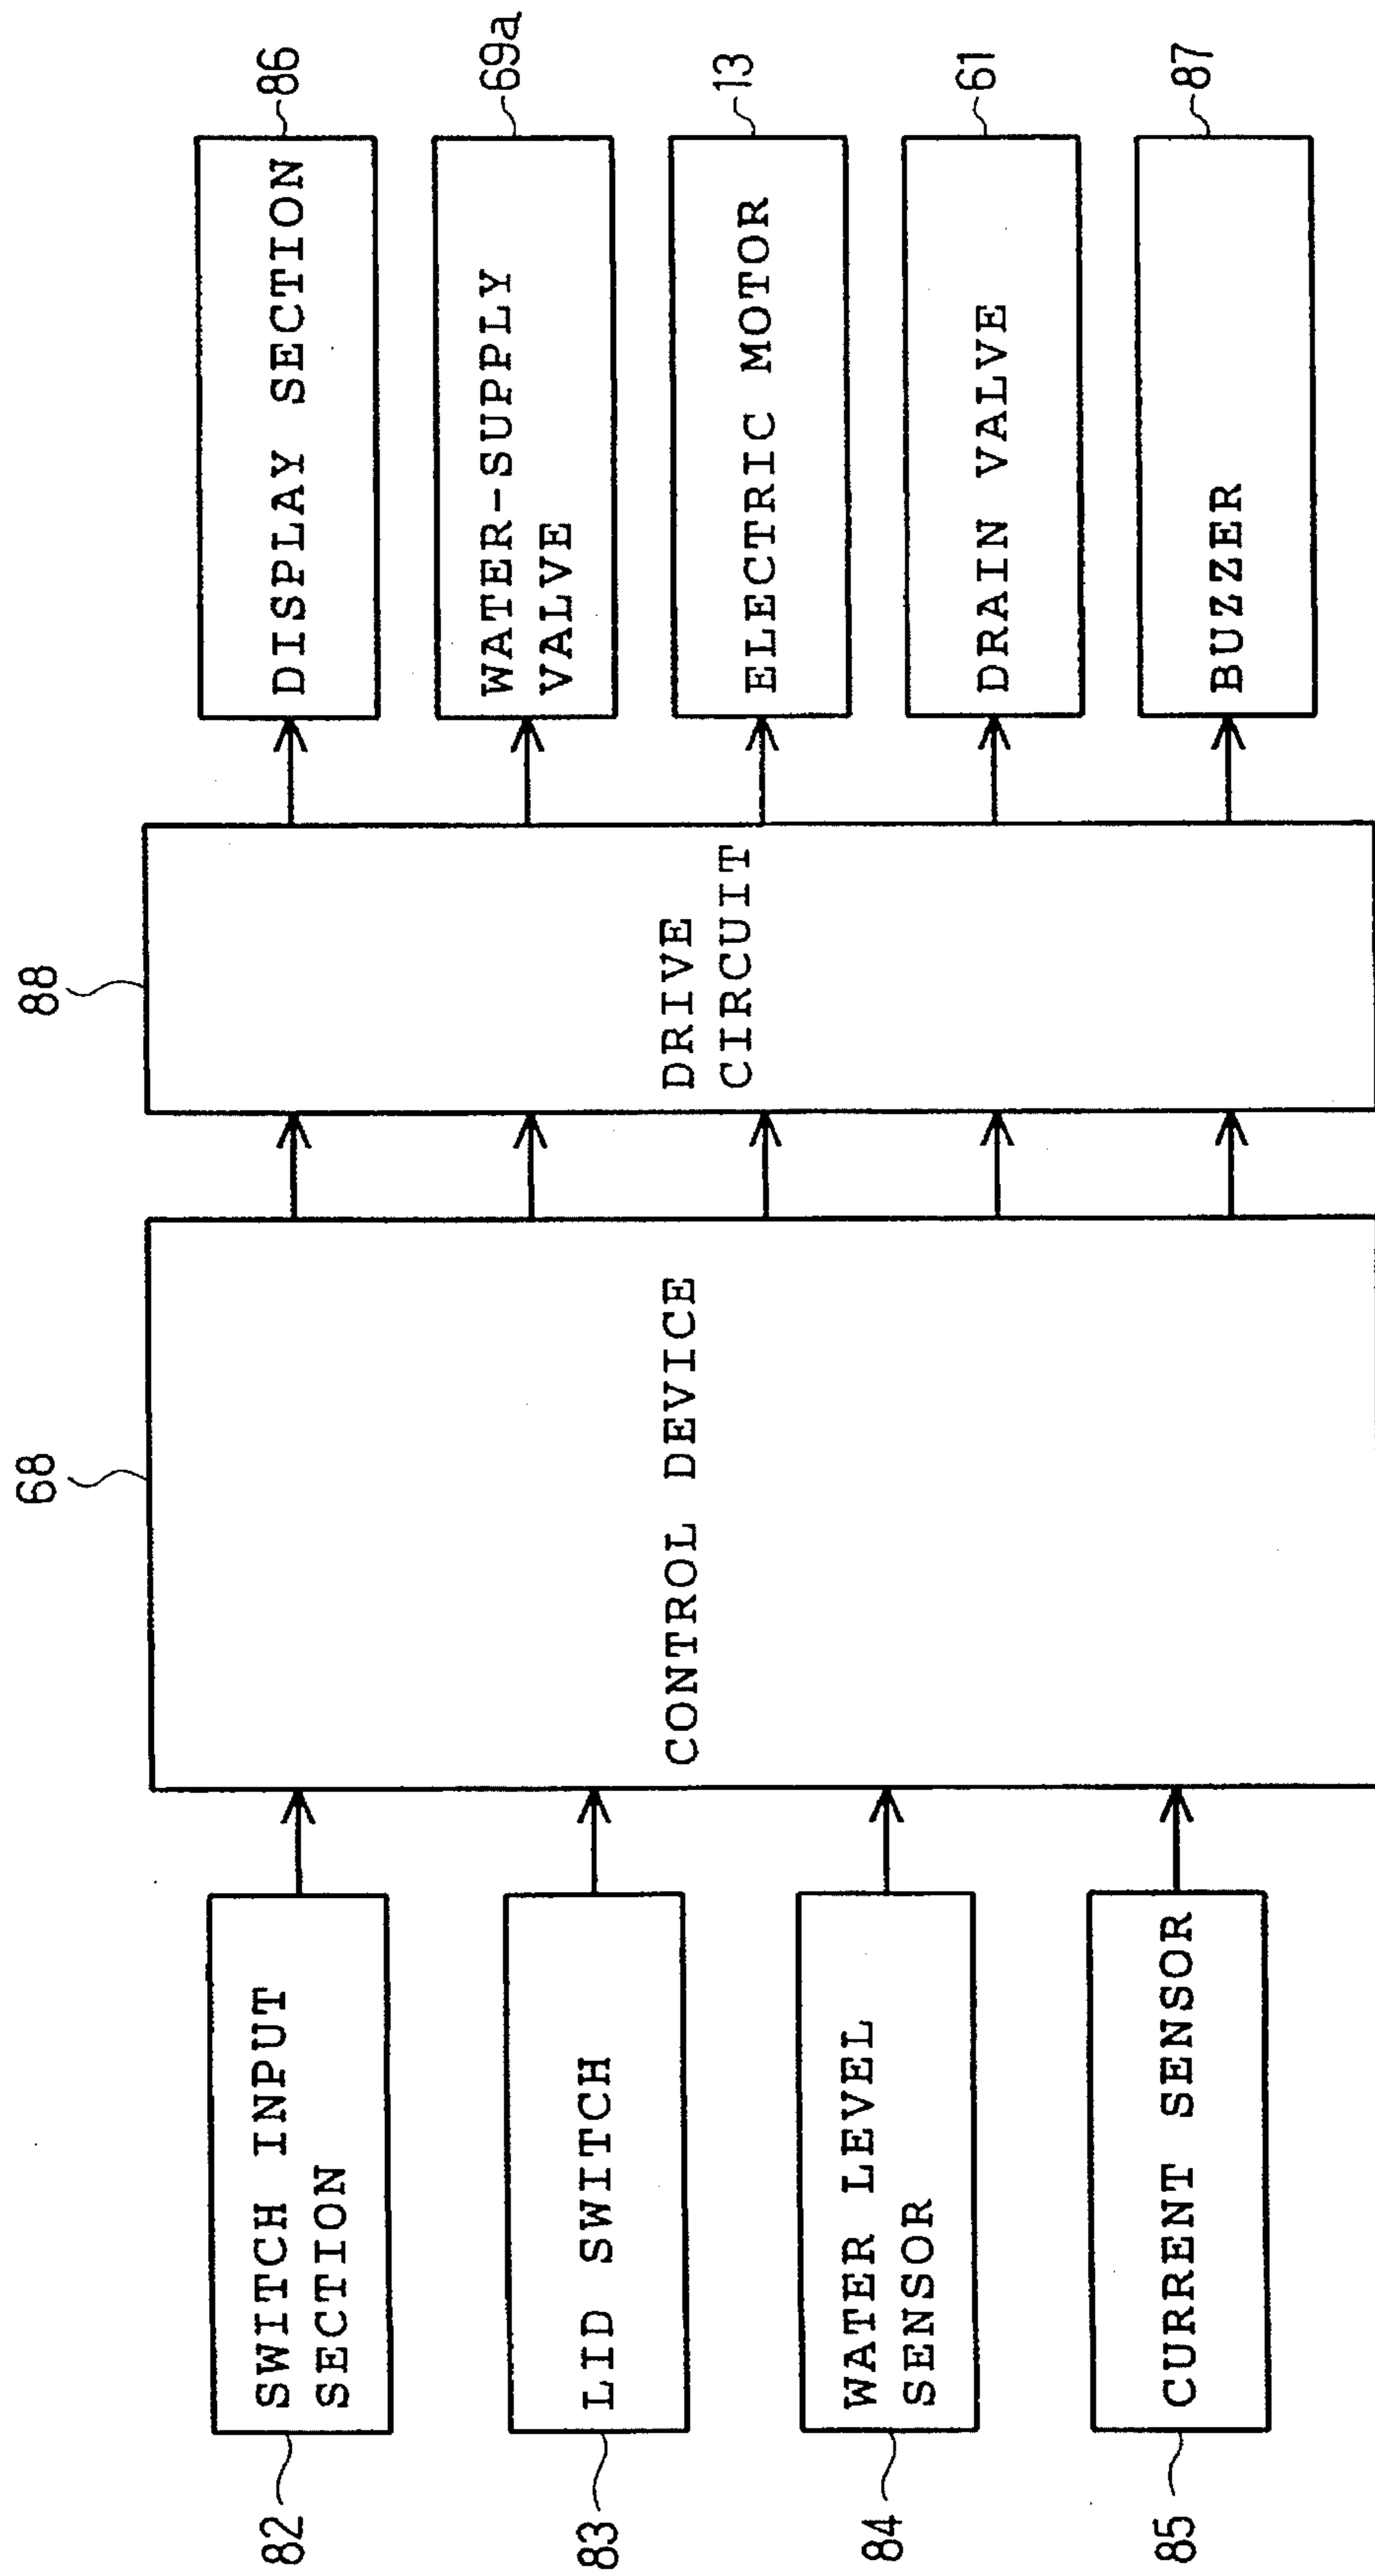 82
SWITCH INPUT
SECTION
83
LID SWITCH
84
WATER LEVEL
SENSOR
85
CURRENT SENSOR
68
CONTROL DEVICE
88
DRIVE
CIRCUIT
DISPLAY SECTION
86
WATER-SUPPLY
VALVE
69a
ELECTRIC MOTOR
13
DRAIN VALVE
61
BUZZER
87